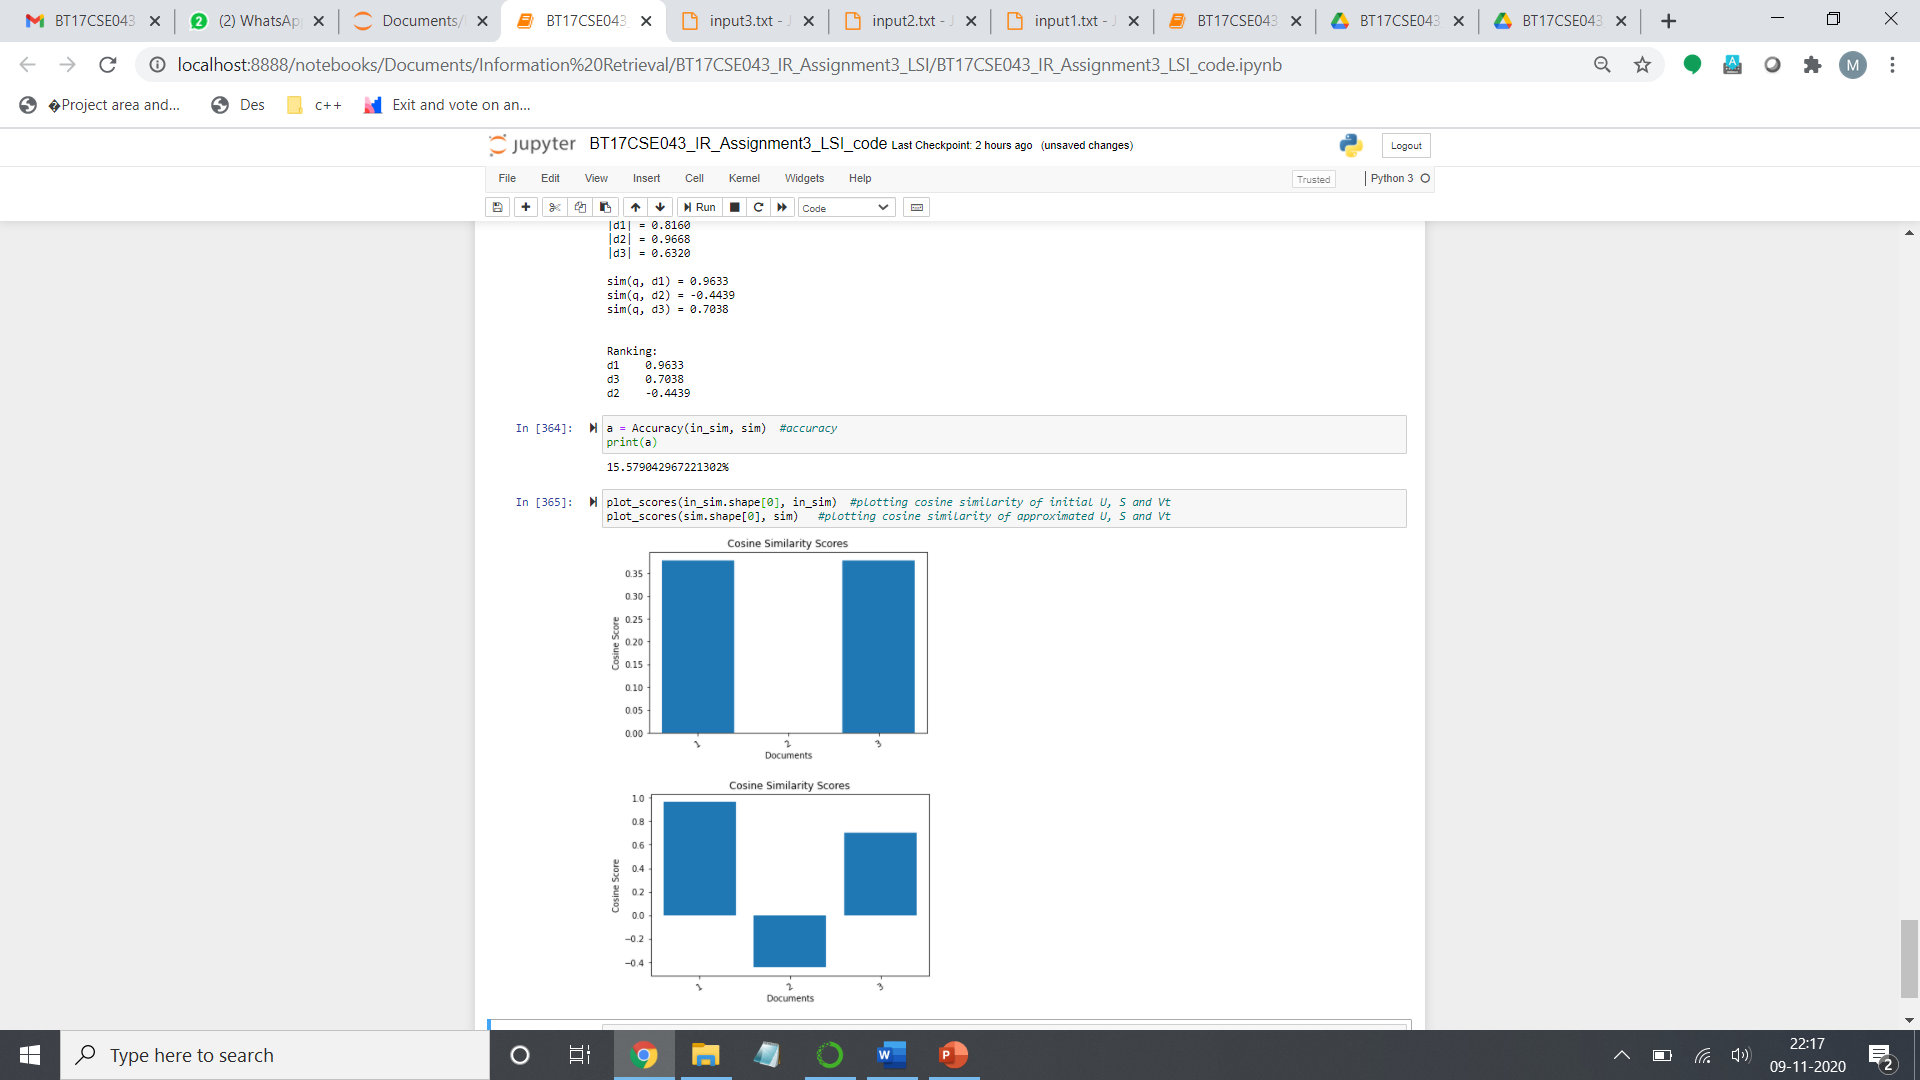 BT17CSE043
(2) WhatsAp
Documents/
BT17CSE043
input3.txt - J
input2.txt - J
input1.txt - J
BT17CSE043
BT17CSE043
BT17CSE043
localhost:8888/notebooks/Documents/Information%20Retrieval/BT17CSE043_IR_Assignment3_LSI/BT17CSE043_IR_Assignment3_LSI_code.ipynb
M
�Project area and...
Des
c++
Exit and vote on an...
jupyter BT17CSE043_IR_Assignment3_LSI_code Last Checkpoint: 2 hours ago (unsaved changes)
Logout
File Edit View Insert Cell Kernel Widgets Help
Trusted
Python 3
Run
Code
|d1| = 0.8160
|d2| = 0.9668
|d3| = 0.6320
sim(q, d1) = 0.9633
sim(q, d2) = -0.4439
sim(q, d3) = 0.7038
Ranking:
d1 0.9633
d3 0.7038
d2 -0.4439
In [364]:
a = Accuracy(in_sim, sim) #accuracy
print(a)
15.579042967221302%
In [365]:
plot_scores(in_sim.shape[0], in_sim) #plotting cosine similarity of initial U, S and Vt
plot_scores(sim.shape[0], sim) #plotting cosine similarity of approximated U, S and Vt
Cosine Similarity Scores
Cosine Score
0.35
0.30
0.25
0.20
0.15
0.10
0.05
0.00
1 2 3
Documents
Cosine Similarity Scores
Cosine Score
1.0
0.8
0.6
0.4
0.2
0.0
−0.2
−0.4
1 2 3
Documents
Type here to search
22:17
09-11-2020
2